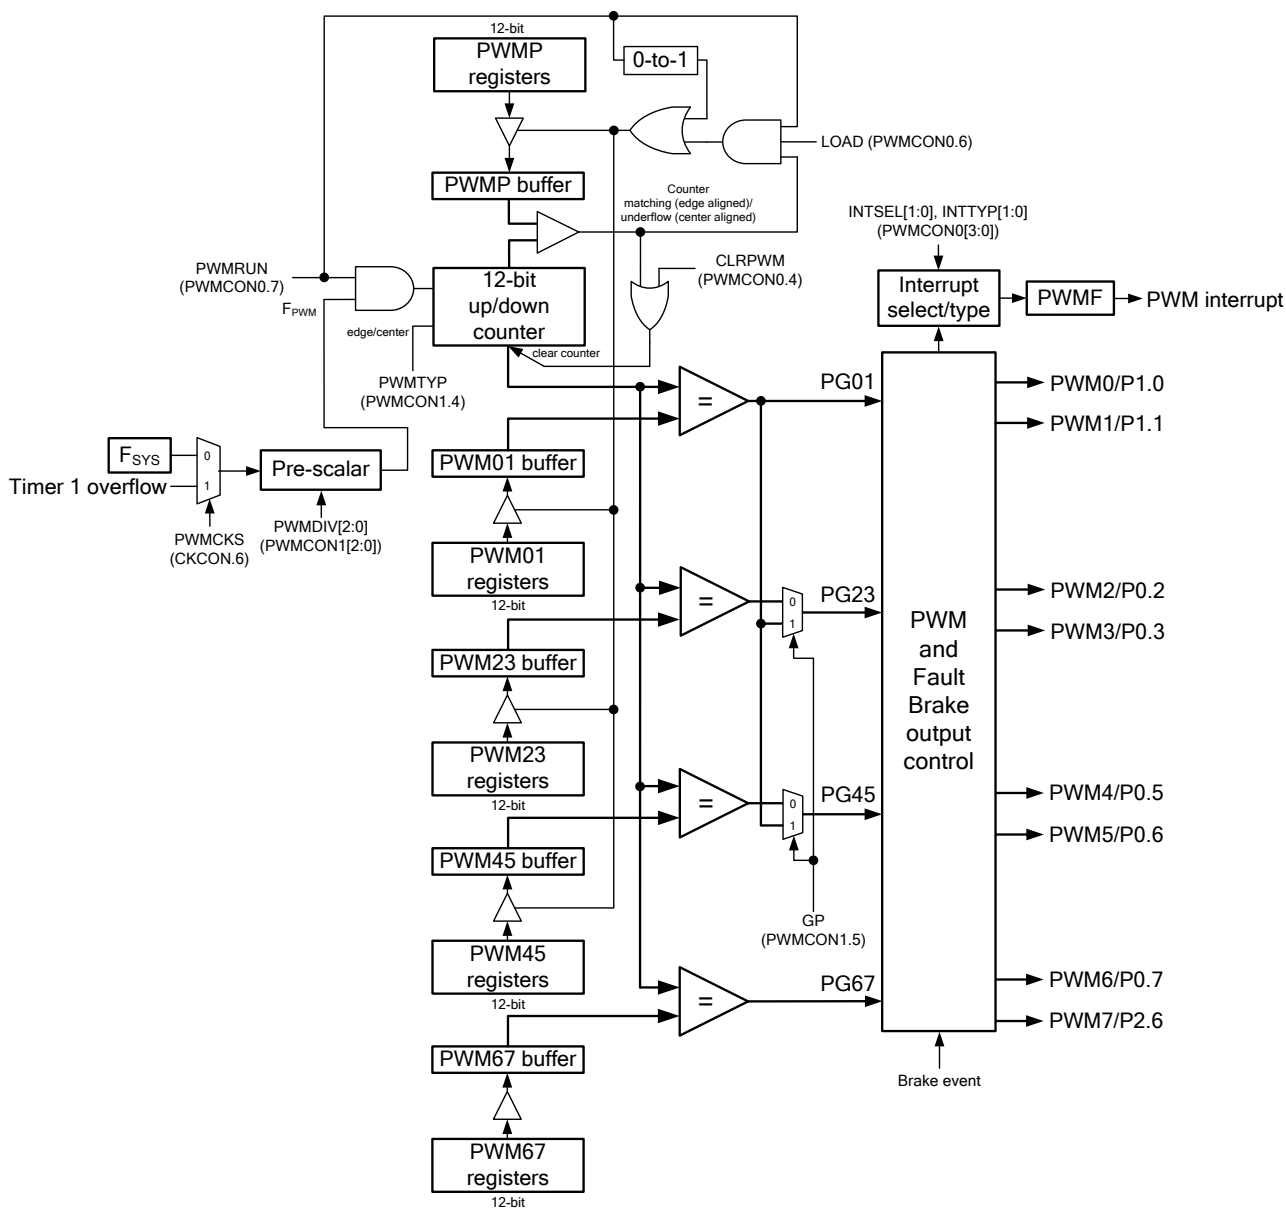 12-bit
PWMP
registers
0-to-1
LOAD (PWMCON0.6)
PWMP buffer
Counter
matching (edge aligned)/
underflow (center aligned)
INTSEL[1:0], INTTYP[1:0]
(PWMCON0[3:0])
PWMRUN
(PWMCON0.7)
FPWM
12-bit
up/down
counter
CLRPWM
(PWMCON0.4)
Interrupt
select/type
PWMF
PWM interrupt
edge/center
clear counter
PWMTYP
(PWMCON1.4)
=
PG01
PWM0/P1.0
PWM1/P1.1
FSYS
0
1
Timer 1 overflow
Pre-scalar
PWM01 buffer
PWMCKS
(CKCON.6)
PWMDIV[2:0]
(PWMCON1[2:0])
PWM01
registers
12-bit
=
0
1
PG23
PWM2/P0.2
PWM3/P0.3
PWM
and
Fault
Brake
output
control
PWM23 buffer
PWM23
registers
12-bit
=
0
1
PG45
PWM4/P0.5
PWM5/P0.6
PWM45 buffer
GP
(PWMCON1.5)
PWM45
registers
12-bit
=
PG67
PWM6/P0.7
PWM7/P2.6
PWM67 buffer
Brake event
PWM67
registers
12-bit